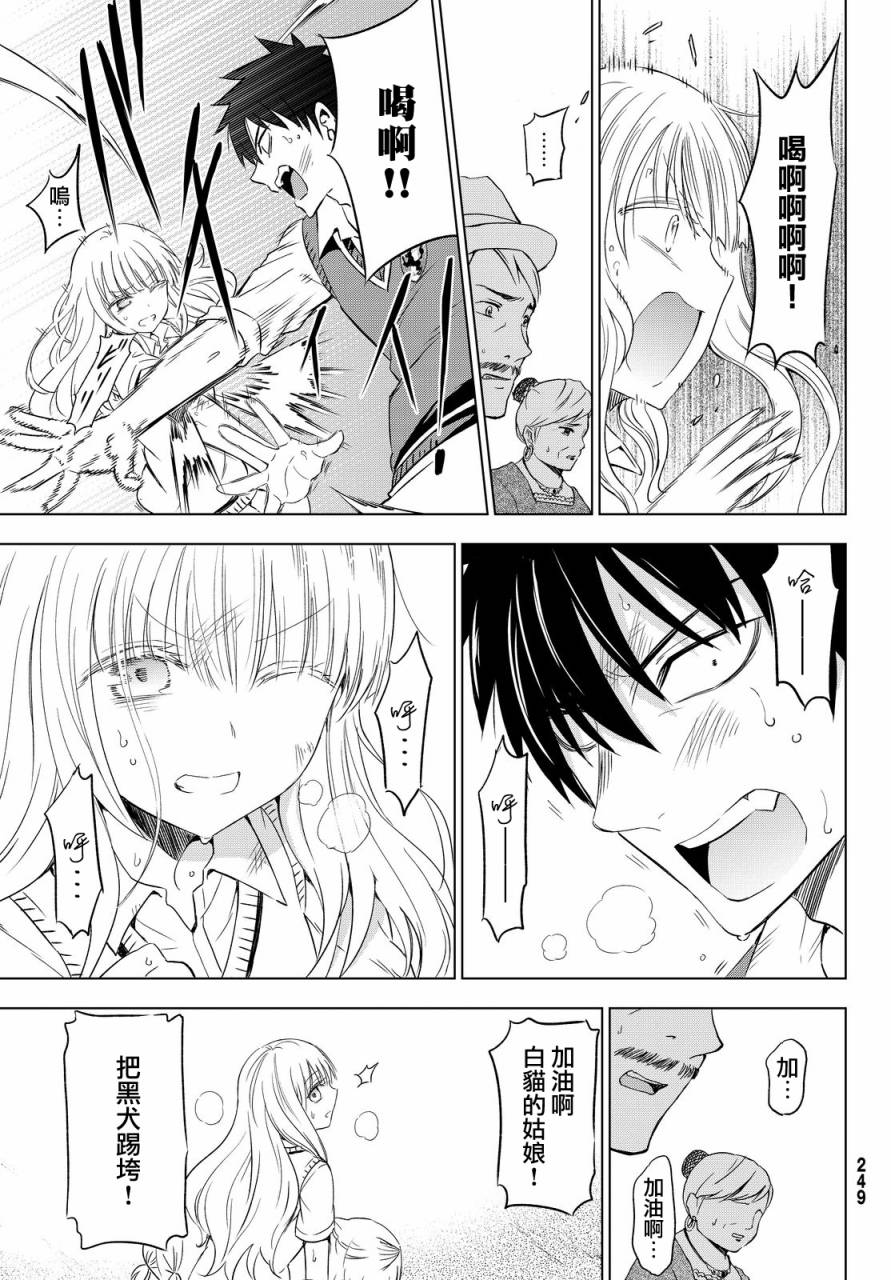 喝啊啊啊啊！
……
喝啊!!
嗚…
哈──
呼──
呼…
呼…
加…
加油啊…
加油啊
白貓的姑娘！
把黑犬踢垮！
249